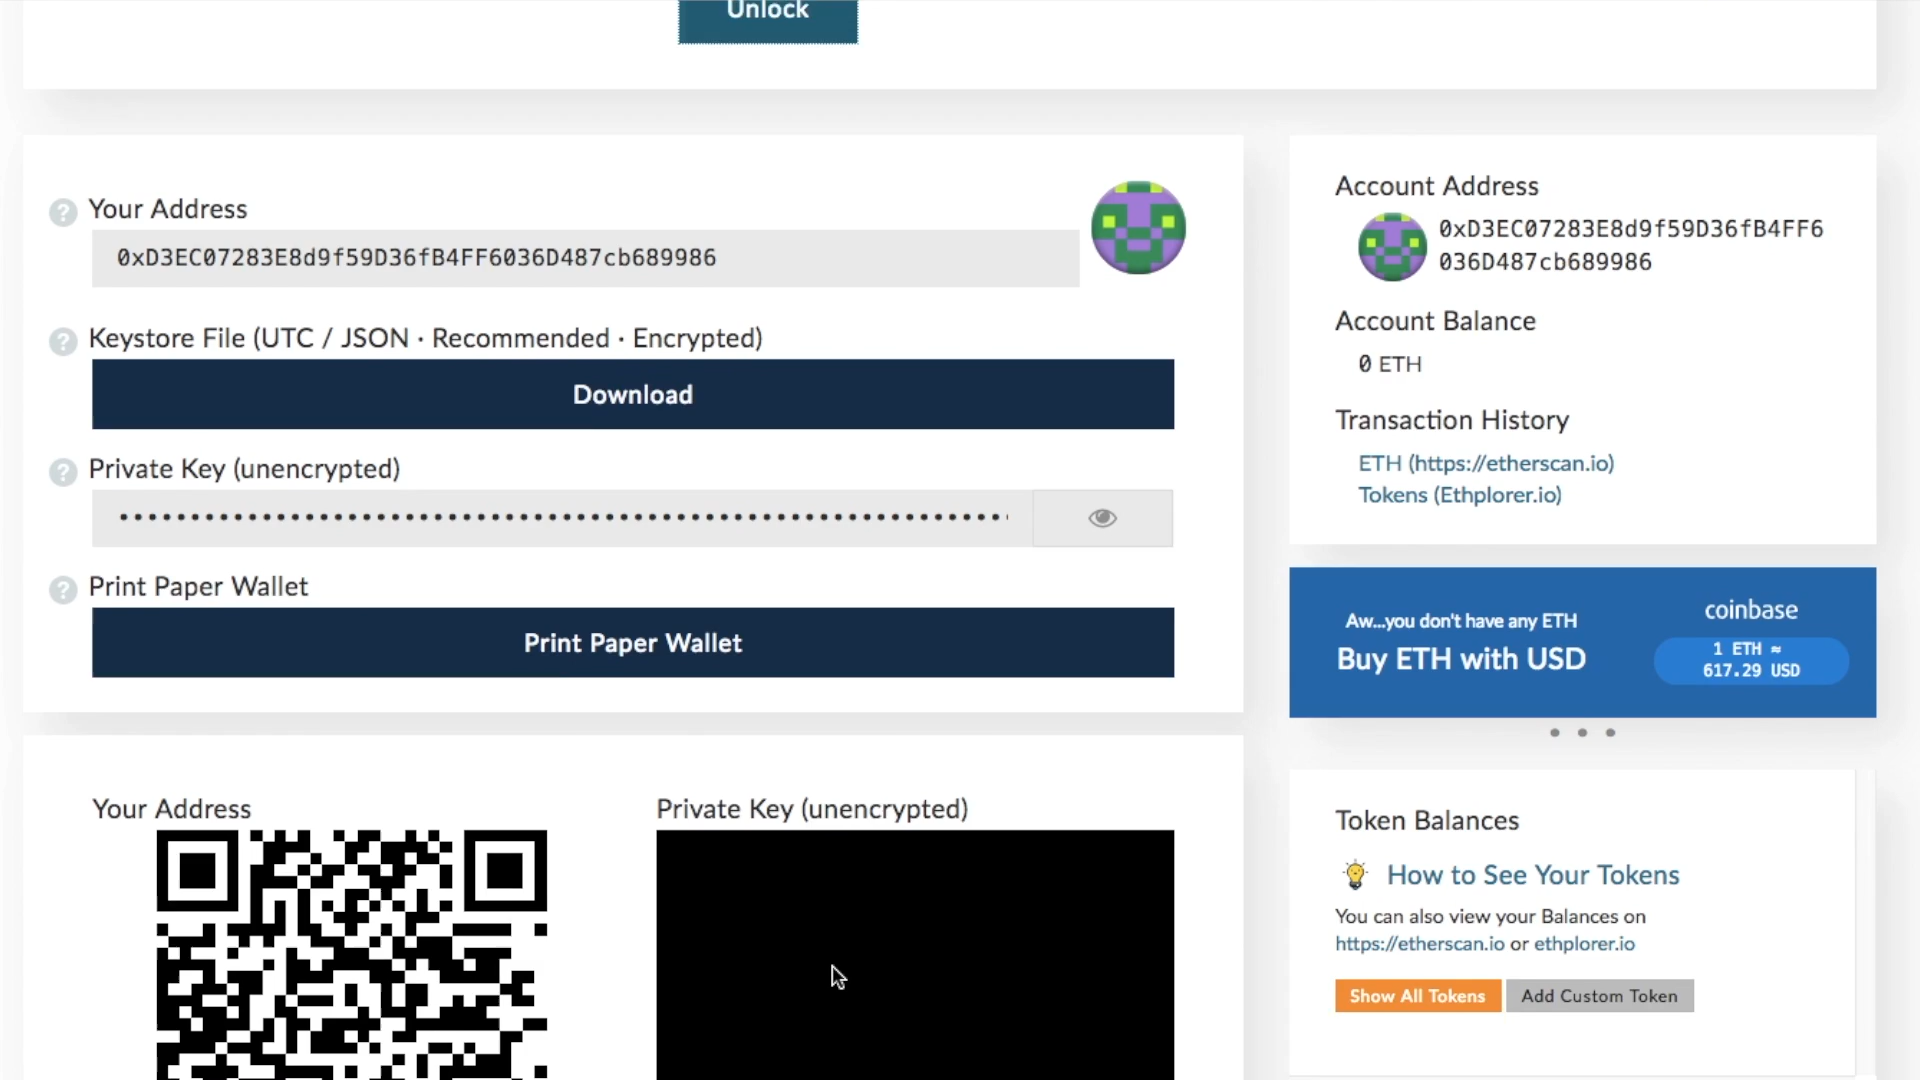 Unlock
Your Address
0xD3EC07283E8d9f59D36fB4FF6036D487cb689986
Keystore File (UTC / JSON · Recommended · Encrypted)
Download
Private Key (unencrypted)
Print Paper Wallet
Print Paper Wallet
Your Address
Private Key (unencrypted)
Account Address
0xD3EC07283E8d9f59D36fB4FF6
036D487cb689986
Account Balance
0 ETH
Transaction History
ETH (https://etherscan.io)
Tokens (Ethplorer.io)
Aw...you don't have any ETH
Buy ETH with USD
coinbase
1 ETH ≈
617.29 USD
Token Balances
How to See Your Tokens
You can also view your Balances on
https://etherscan.io or ethplorer.io
Show All Tokens
Add Custom Token